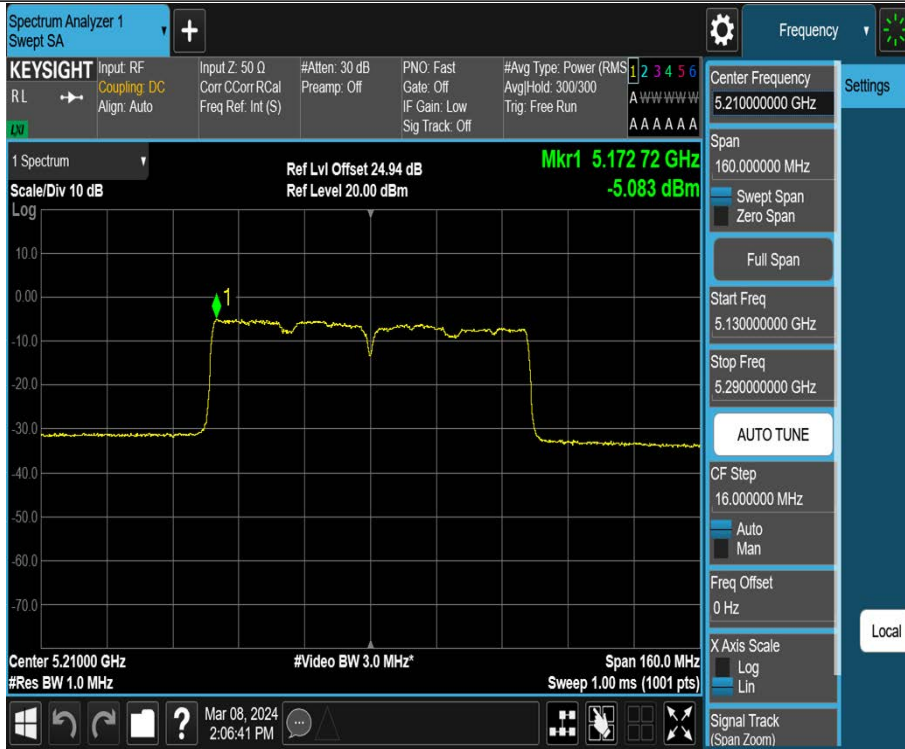 Spectrum Analyzer 1
Swept SA
+
Frequency
KEYSIGHT
R L
LXI
Input: RF
Coupling: DC
Align: Auto
Input Z: 50 Ω
Corr CCorr RCal
Freq Ref: Int (S)
#Atten: 30 dB
Preamp: Off
PNO: Fast
Gate: Off
IF Gain: Low
Sig Track: Off
#Avg Type: Power (RMS
Avg|Hold: 300/300
Trig: Free Run
1 2 3 4 5 6
A W W W W W
A A A A A A
1 Spectrum
Scale/Div 10 dB
Log
Ref Lvl Offset 24.94 dB
Ref Level 20.00 dBm
Mkr1 5.172 72 GHz
-5.083 dBm
10.0
0.00
-10.0
-20.0
-30.0
-40.0
-50.0
-60.0
-70.0
1
Center 5.21000 GHz
#Res BW 1.0 MHz
#Video BW 3.0 MHz*
Span 160.0 MHz
Sweep 1.00 ms (1001 pts)
Mar 08, 2024
2:06:41 PM
?
Center Frequency
5.210000000 GHz
Span
160.000000 MHz
Swept Span
Zero Span
Full Span
Start Freq
5.130000000 GHz
Stop Freq
5.290000000 GHz
AUTO TUNE
CF Step
16.000000 MHz
Auto
Man
Freq Offset
0 Hz
X Axis Scale
Log
Lin
Signal Track
(Span Zoom)
Settings
Local